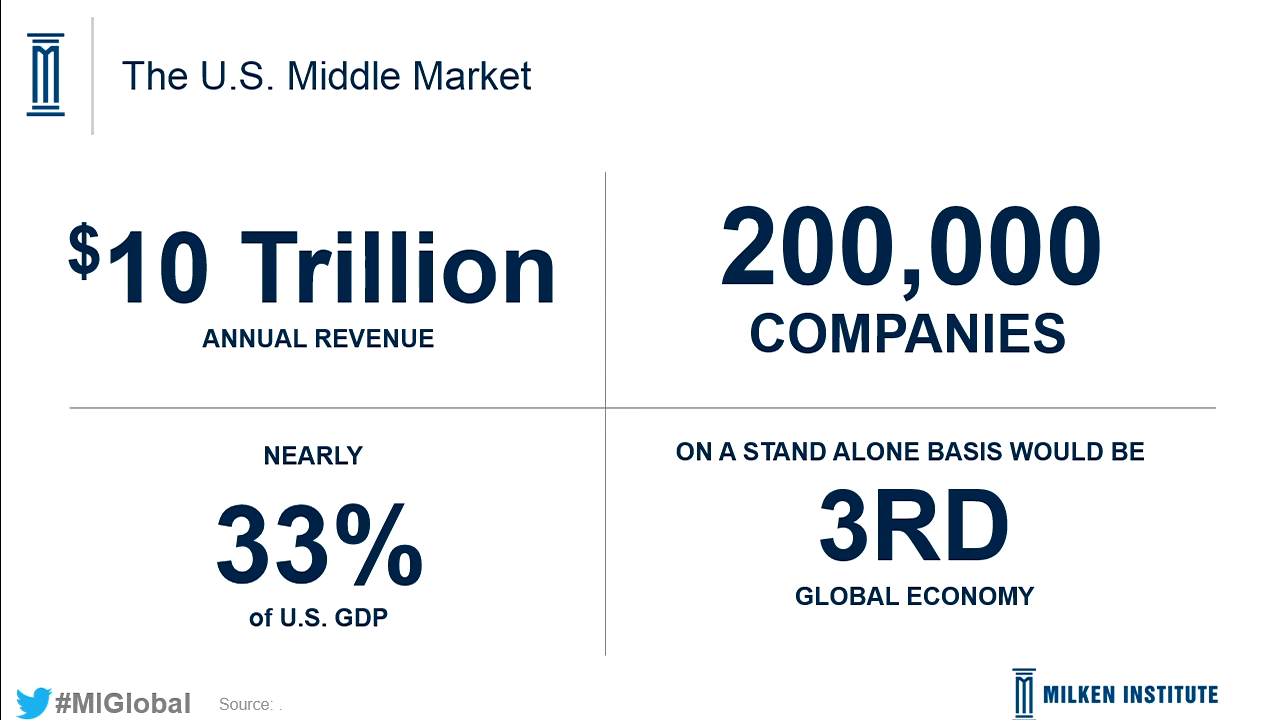 The U.S. Middle Market
$10 Trillion
ANNUAL REVENUE
200,000
COMPANIES
NEARLY
33%
of U.S. GDP
ON A STAND ALONE BASIS WOULD BE
3RD
GLOBAL ECONOMY
#MIGlobal
Source: .
MILKEN INSTITUTE